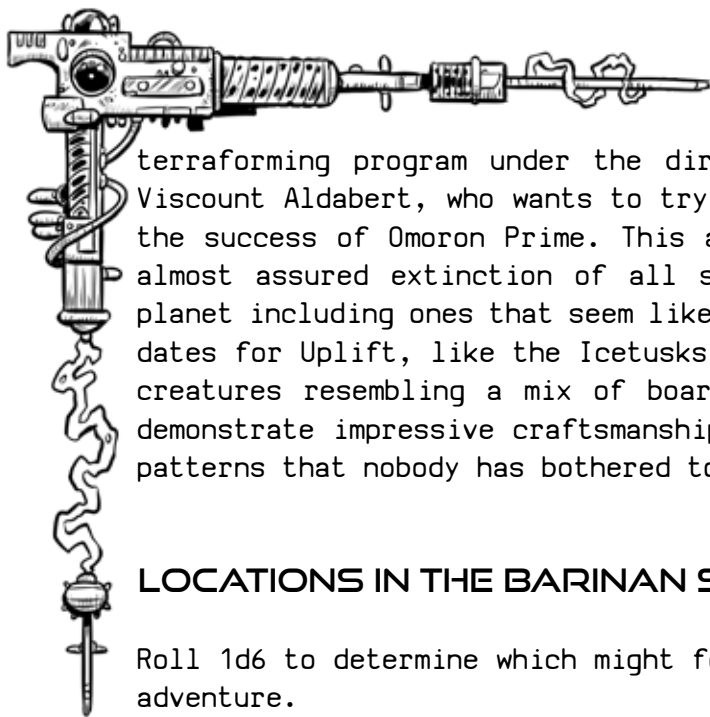 terraforming program under the
Viscount Aldabert, who wants to try
the success of Omoron Prime. This
almost assured extinction of all
planet including ones that seem like
dates for Uplift, like the Icetusks
creatures resembling a mix of
demonstrate impressive craftsmanship
patterns that nobody has bothered to
LOCATIONS IN THE BARINAN
Roll 1d6 to determine which might
adventure.